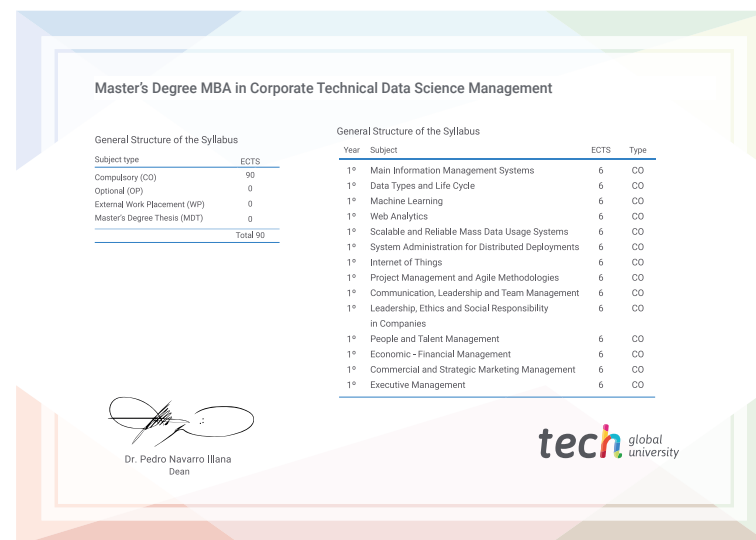 Master's Degree MBA in Corporate Technical Data Science Management
General Structure of the Syllabus
Subject type ECTS
Compulsory (CO) 90
Optional (OP) 0
External Work Placement (WP) 0
Master's Degree Thesis (MDT) 0
Total 90
General Structure of the Syllabus
Year Subject ECTS Type
1º Main Information Management Systems 6 CO
1º Data Types and Life Cycle 6 CO
1º Machine Learning 6 CO
1º Web Analytics 6 CO
1º Scalable and Reliable Mass Data Usage Systems 6 CO
1º System Administration for Distributed Deployments 6 CO
1º Internet of Things 6 CO
1º Project Management and Agile Methodologies 6 CO
1º Communication, Leadership and Team Management 6 CO
1º Leadership, Ethics and Social Responsibility 6 CO
in Companies
1º People and Talent Management 6 CO
1º Economic - Financial Management 6 CO
1º Commercial and Strategic Marketing Management 6 CO
1º Executive Management 6 CO
Dr. Pedro Navarro Illana
Dean
tech global
university